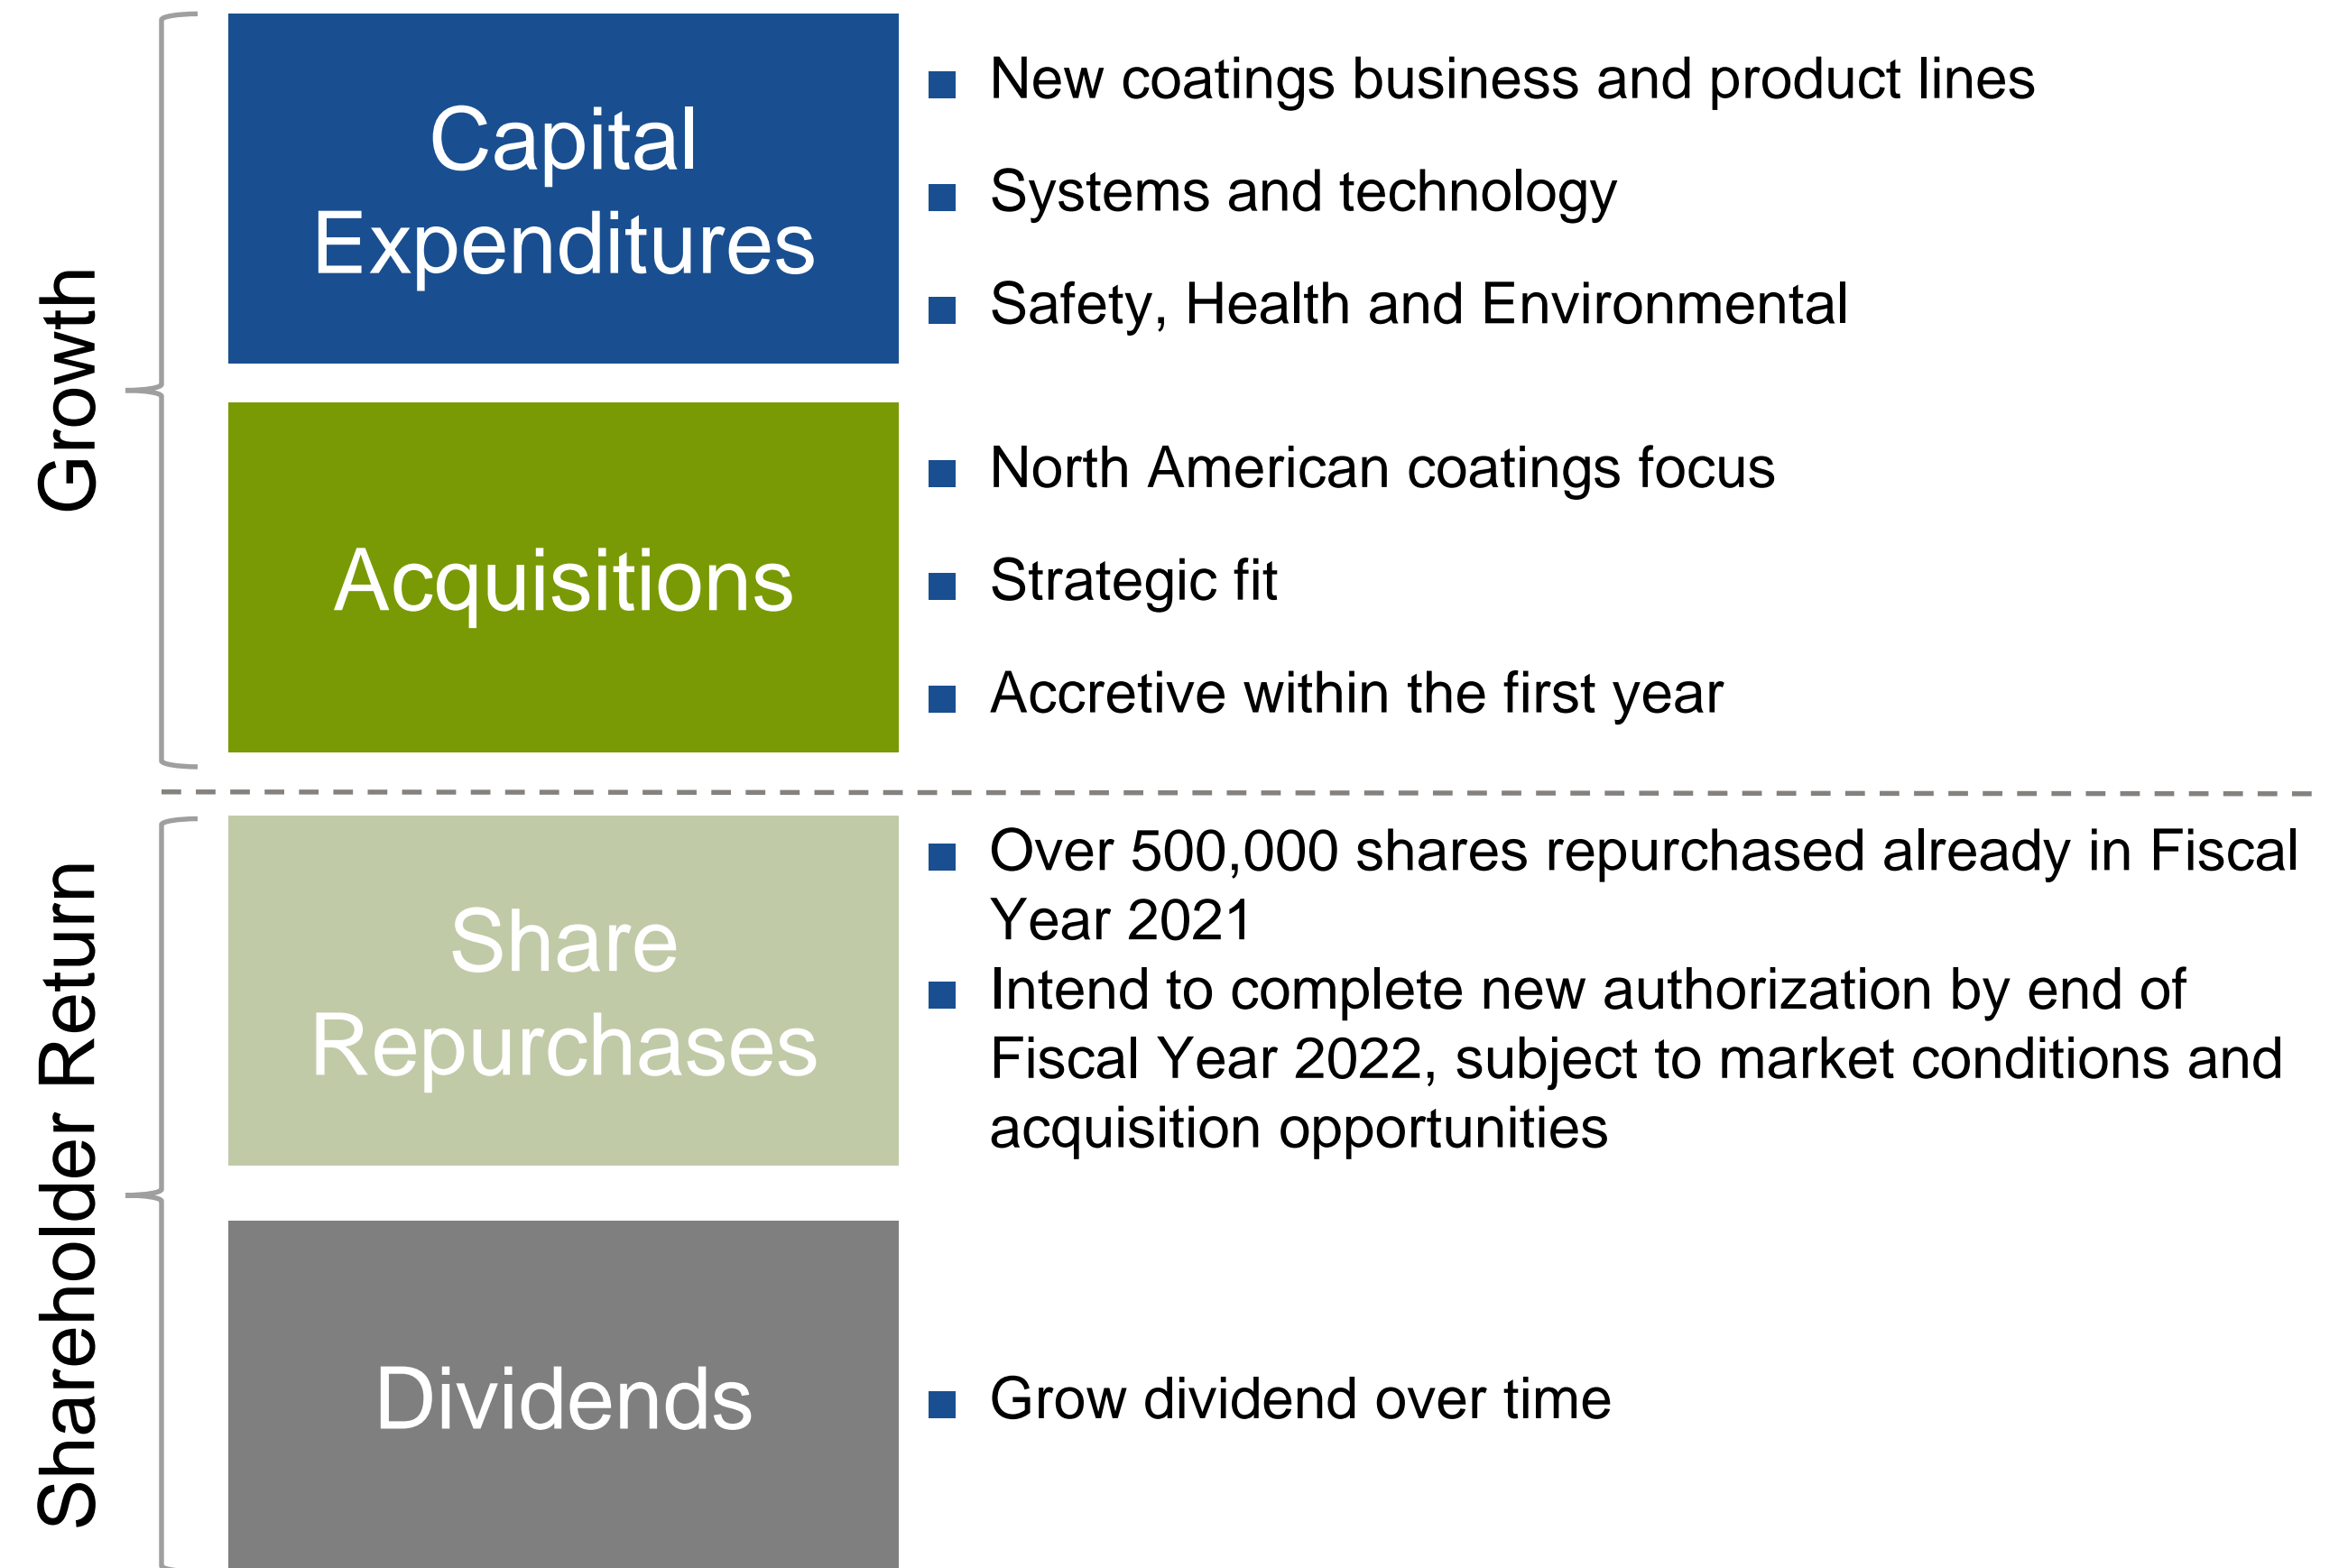 Growth
Capital
Expenditures
New coatings business and product lines
Systems and technology
Safety, Health and Environmental
Acquisitions
North American coatings focus
Strategic fit
Accretive within the first year
Shareholder Return
Share
Repurchases
Over 500,000 shares repurchased already in Fiscal
Year 2021
Intend to complete new authorization by end of
Fiscal Year 2022, subject to market conditions and
acquisition opportunities
Dividends
Grow dividend over time